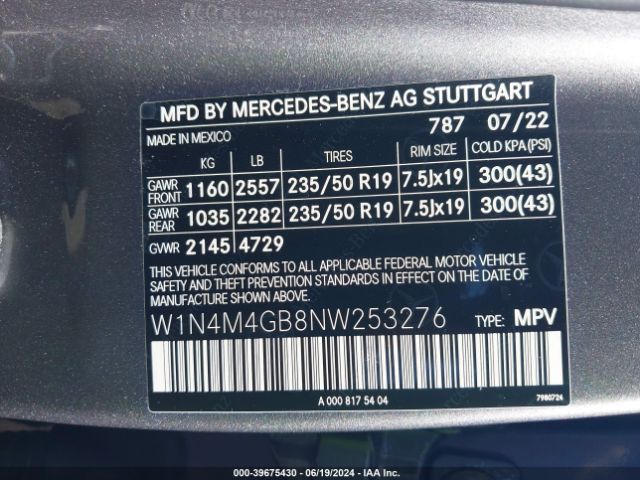 MFD BY MERCEDES-BENZ AG STUTTGART
MADE IN MEXICO 787 07/22
KG LB TIRES RIM SIZE COLD KPA(PSI)
GAWR FRONT 1160 2557 235/50 R19 7.5Jx19 300(43)
GAWR REAR 1035 2282 235/50 R19 7.5Jx19 300(43)
GVWR 2145 4729
THIS VEHICLE CONFORMS TO ALL APPLICABLE FEDERAL MOTOR VEHICLE
SAFETY AND THEFT PREVENTION STANDARDS IN EFFECT ON THE DATE OF
MANUFACTURE SHOWN ABOVE.
W1N4M4GB8NW253276 TYPE: MPV
A 000 817 54 04 7980724
000-39675430 - 06/19/2024 - IAA Inc.